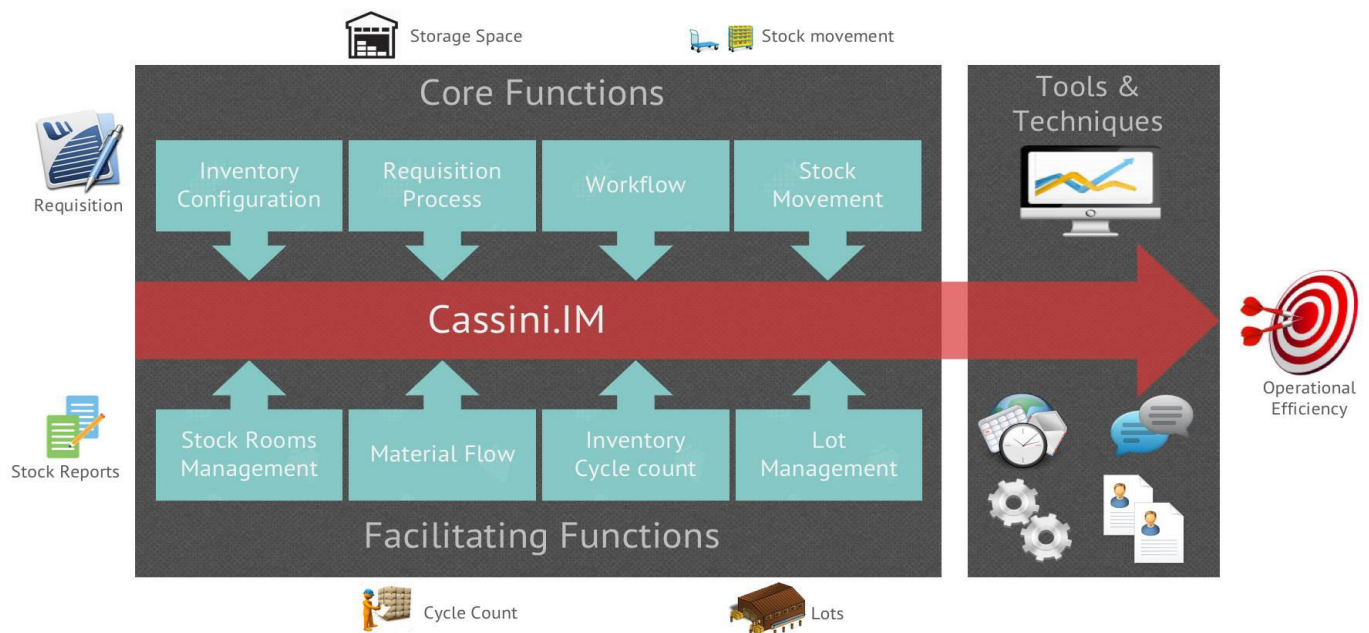 Storage Space
Stock movement
Core Functions
Tools &
Techniques
Requisition
Inventory
Configuration
Requisition
Process
Workflow
Stock
Movement
Cassini.IM
Operational
Efficiency
Stock Reports
Stock Rooms
Management
Material Flow
Inventory
Cycle count
Lot
Management
Facilitating Functions
Cycle Count
Lots